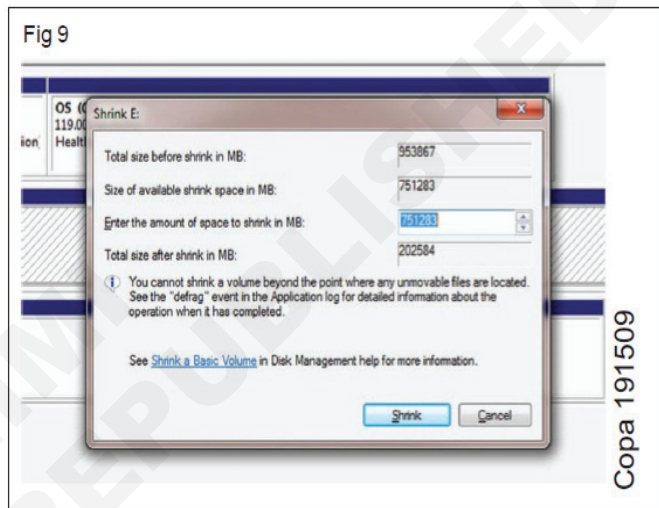 Fig 9
OS (
119.00
ion Healt
Shrink E:
Total size before shrink in MB: 953867
Size of available shrink space in MB: 751283
Enter the amount of space to shrink in MB: 751283
Total size after shrink in MB: 202584
You cannot shrink a volume beyond the point where any unmovable files are located.
See the "defrag" event in the Application log for detailed information about the
operation when it has completed.
See Shrink a Basic Volume in Disk Management help for more information.
Shrink Cancel
Copa 191509
REPUBLISHED